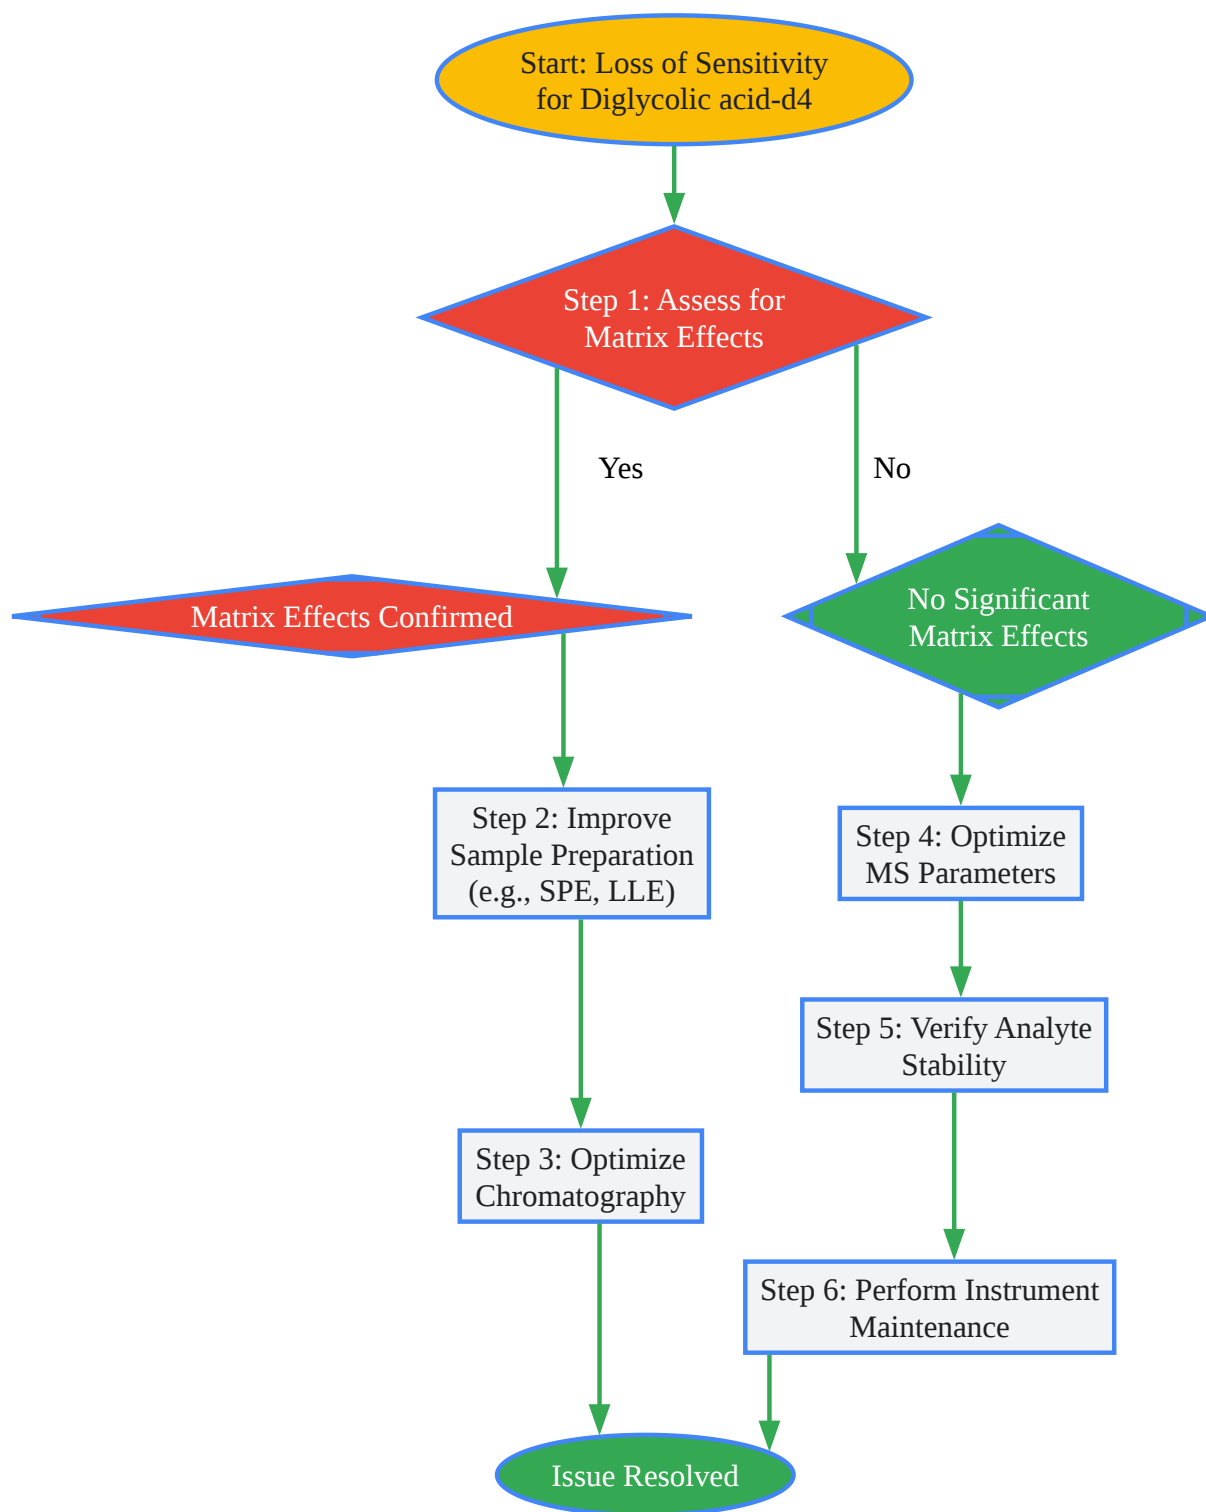 Start: Loss of Sensitivity
for Diglycolic acid-d4
Step 1: Assess for
Matrix Effects
Yes
No
Matrix Effects Confirmed
No Significant
Matrix Effects
Step 2: Improve
Sample Preparation
(e.g., SPE, LLE)
Step 4: Optimize
MS Parameters
Step 5: Verify Analyte
Stability
Step 3: Optimize
Chromatography
Step 6: Perform Instrument
Maintenance
Issue Resolved